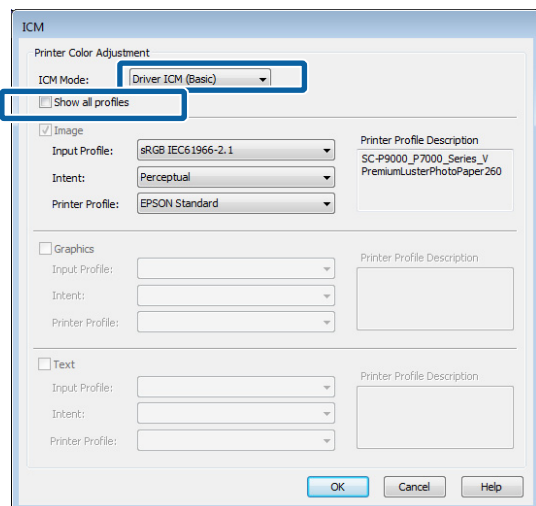 ICM
Printer Color Adjustment
ICM Mode: Driver ICM (Basic)
Show all profiles
Image
Input Profile: sRGB IEC61966-2.1
Intent: Perceptual
Printer Profile: EPSON Standard
Printer Profile Description
SC-P9000_P7000_Series_V
PremiumLusterPhotoPaper260
Graphics
Input Profile:
Intent:
Printer Profile:
Printer Profile Description
Text
Input Profile:
Intent:
Printer Profile:
Printer Profile Description
OK Cancel Help